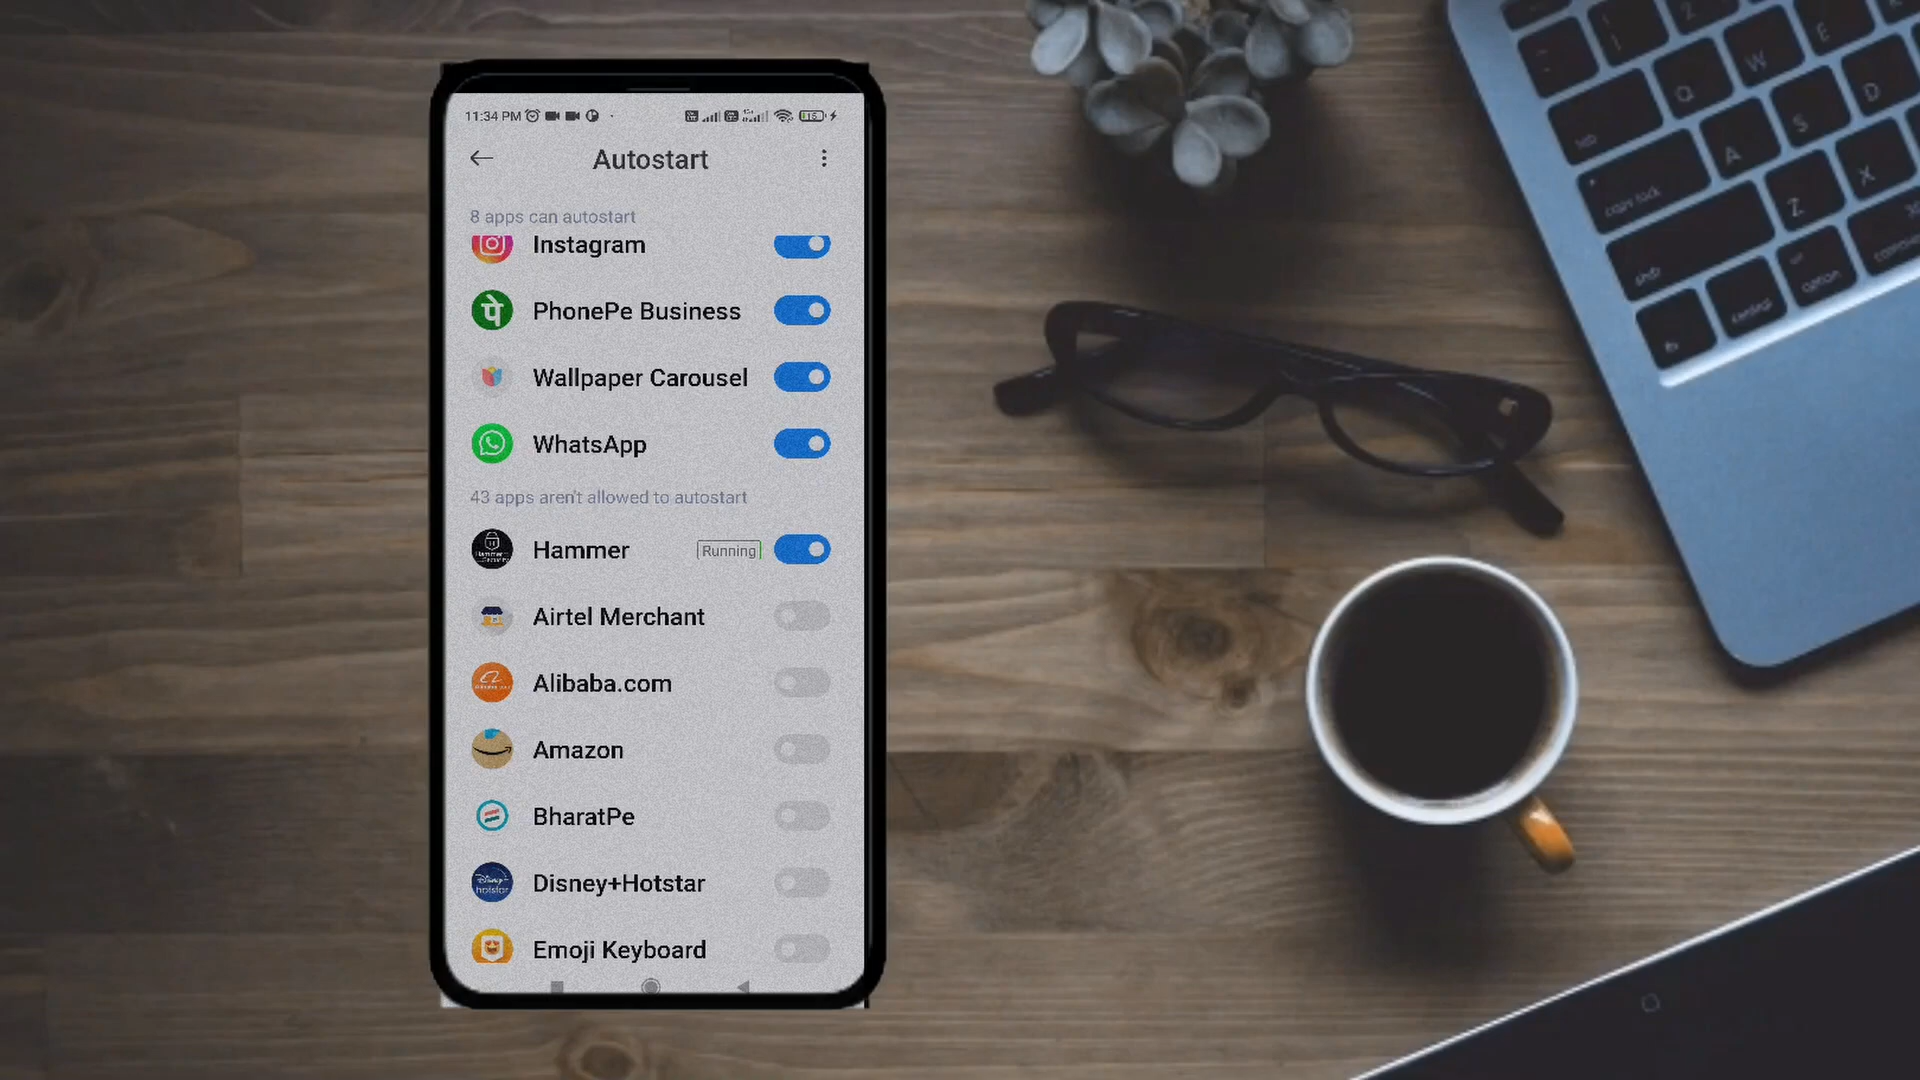 11:34 PM
Autostart
8 apps can autostart
Instagram
PhonePe Business
Wallpaper Carousel
WhatsApp
43 apps aren't allowed to autostart
Hammer
Running
Airtel Merchant
Alibaba.com
Amazon
BharatPe
Disney+Hotstar
Emoji Keyboard
पे
Q
W
E
A
S
D
Z
X